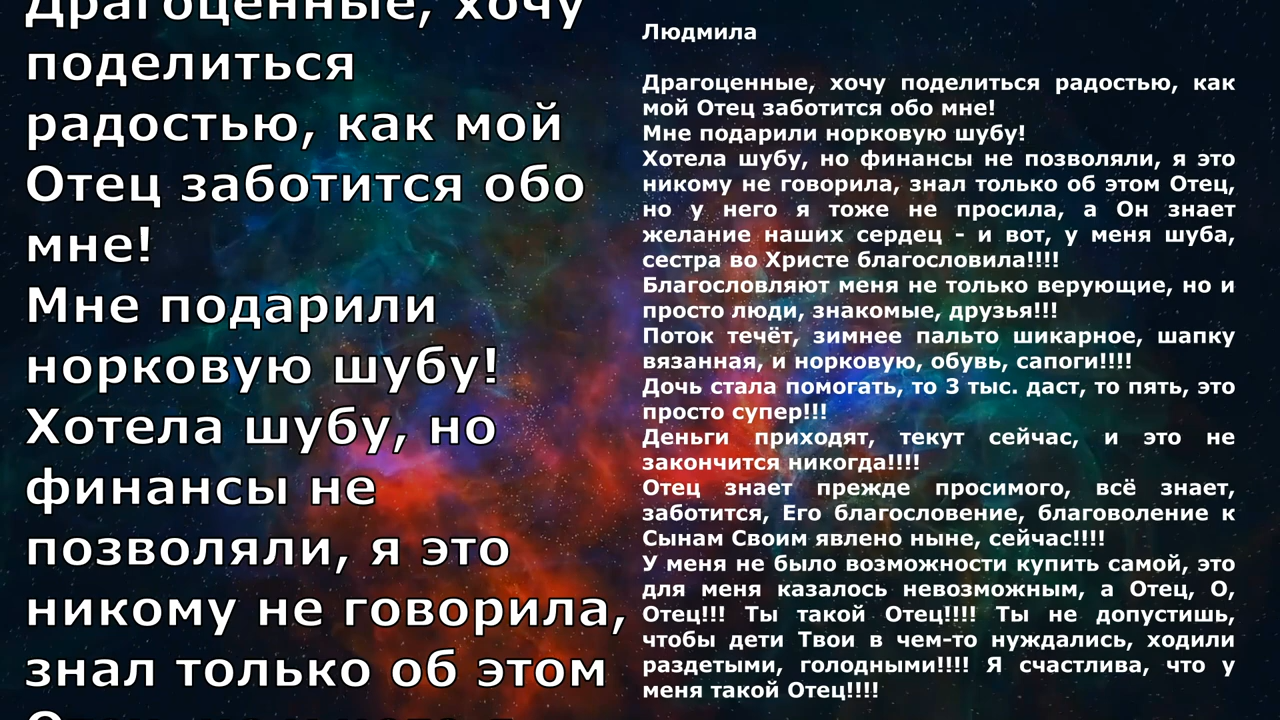 Драгоценные, хочу
поделиться
радостью, как мой
Отец заботится обо
мне!
Мне подарили
норковую шубу!
Хотела шубу, но
финансы не
позволяли, я это
никому не говорила,
знал только об этом
Людмила
Драгоценные, хочу поделиться радостью, как
мой Отец заботится обо мне!
Мне подарили норковую шубу!
Хотела шубу, но финансы не позволяли, я это
никому не говорила, знал только об этом Отец,
но у него я тоже не просила, а Он знает
желание наших сердец - и вот, у меня шуба,
сестра во Христе благословила!!!!
Благословляют меня не только верующие, но и
просто люди, знакомые, друзья!!!
Поток течёт, зимнее пальто шикарное, шапку
вязанная, и норковую, обувь, сапоги!!!!
Дочь стала помогать, то 3 тыс. даст, то пять, это
просто супер!!!
Деньги приходят, текут сейчас, и это не
закончится никогда!!!!
Отец знает прежде просимого, всё знает,
заботится, Его благословение, благоволение к
Сынам Своим явлено ныне, сейчас!!!!
У меня не было возможности купить самой, это
для меня казалось невозможным, а Отец, О,
Отец!!! Ты такой Отец!!!! Ты не допустишь,
чтобы дети Твои в чем-то нуждались, ходили
раздетыми, голодными!!!! Я счастлива, что у
меня такой Отец!!!!